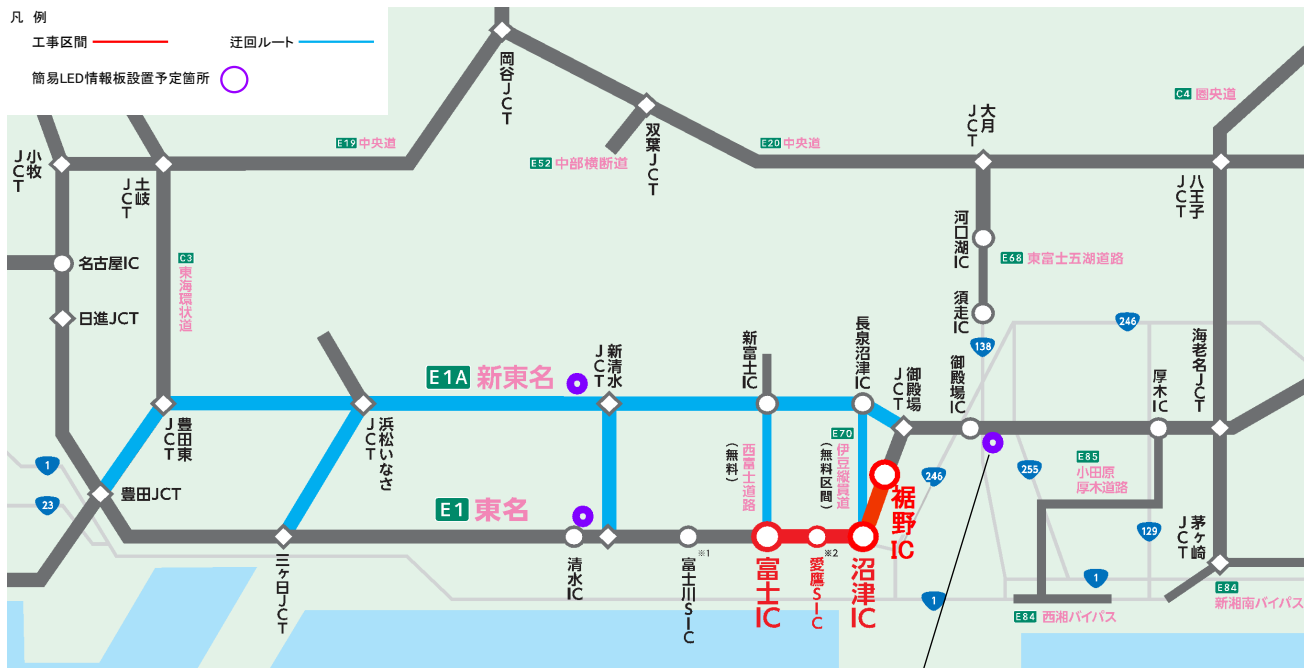 凡 例
工事区間
迂回ルート
簡易LED情報板設置予定箇所
岡谷JCT
双葉JCT
大月JCT
C4 圏央道
E19 中央道
E52 中部横断道
E20 中央道
小牧JCT
土岐JCT
八王子JCT
河口湖IC
名古屋IC
C3 東海環状道
E68 東富士五湖道路
日進JCT
須走IC
246
138
新清水JCT
新富士IC
長泉沼津IC
御殿場JCT
御殿場IC
厚木IC
海老名JCT
E1A 新東名
豊田東JCT
浜松いなさJCT
西富士道路
(無料)
E70
伊豆縦貫道
(無料区間)
246
255
E85
小田原
厚木道路
1
23
豊田JCT
E1 東名
裾野IC
129
茅ヶ崎JCT
三ヶ日JCT
清水IC
※1
富士川SIC
富士IC
※2
愛鷹SIC
沼津IC
1
1
E84 西湘バイパス
E84
新湘南バイパス